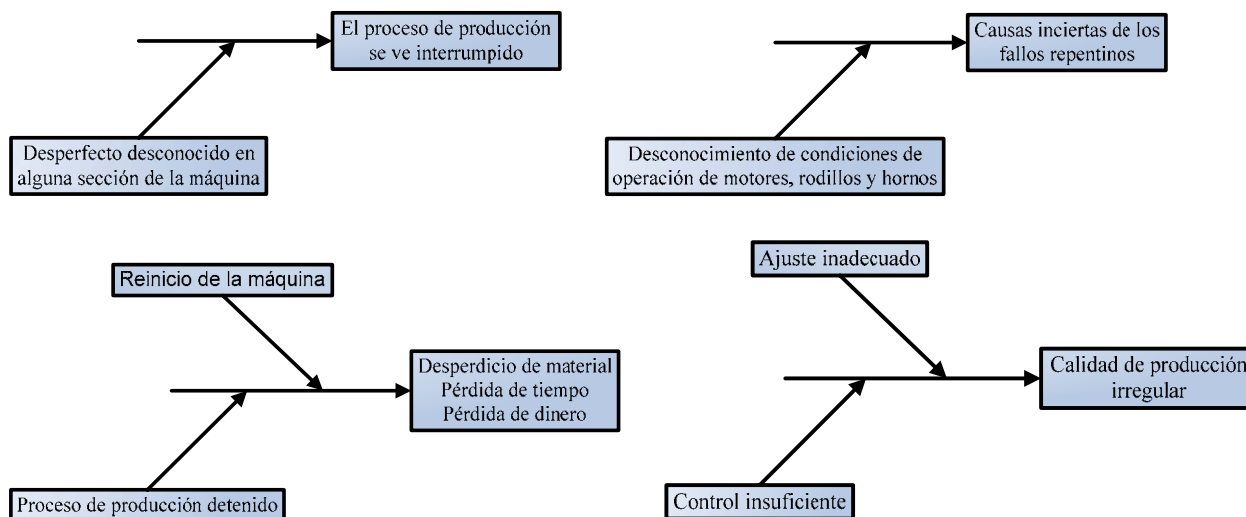 El proceso de producción
se ve interrumpido
Desperfecto desconocido en
alguna sección de la máquina
Causas inciertas de los
fallos repentinos
Desconocimiento de condiciones de
operación de motores, rodillos y hornos
Reinicio de la máquina
Desperdicio de material
Pérdida de tiempo
Pérdida de dinero
Proceso de producción detenido
Ajuste inadecuado
Calidad de producción
irregular
Control insuficiente